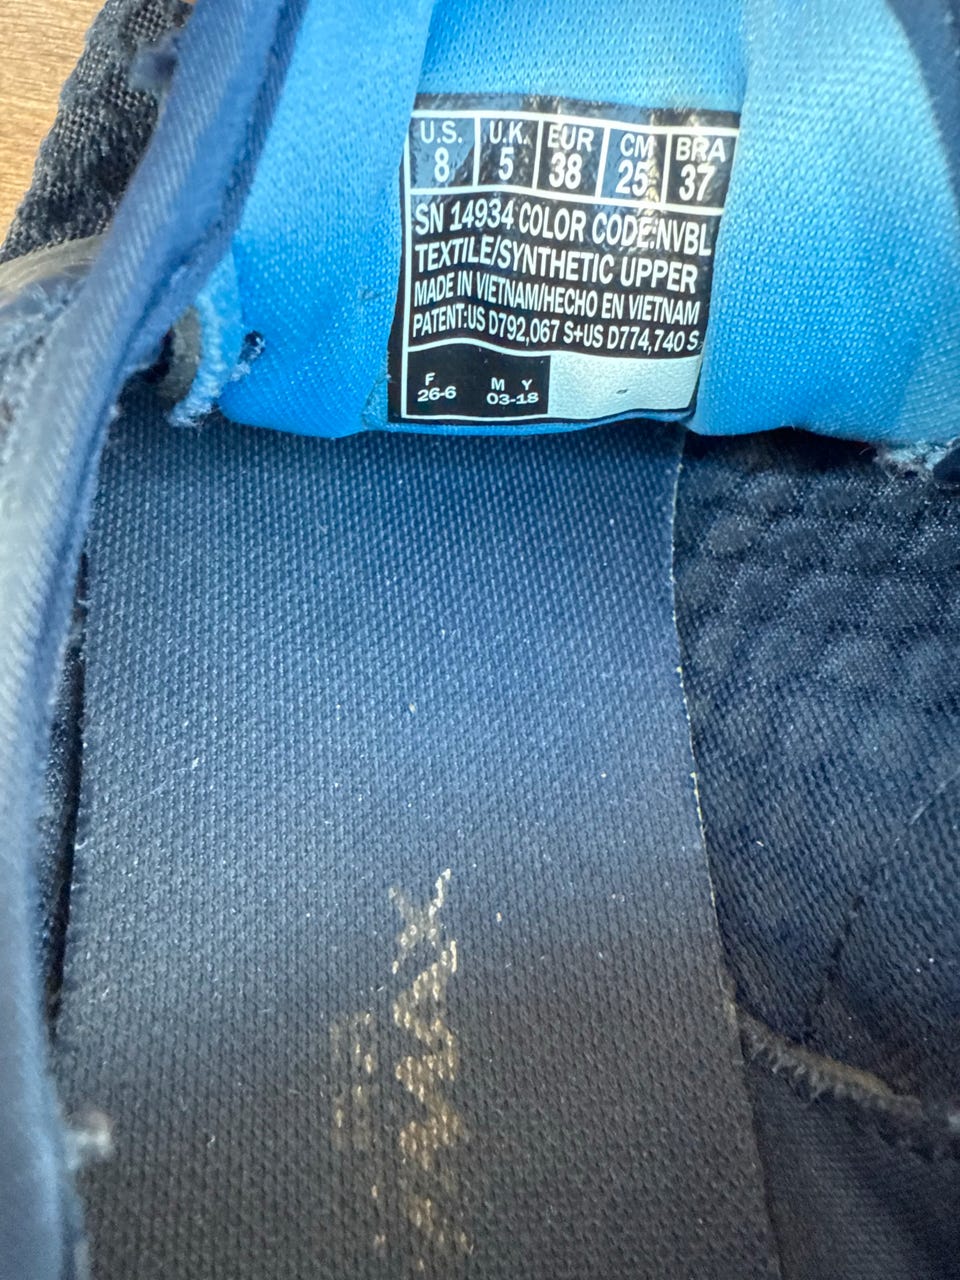 U.S. U.K. EUR CM BRA
8 5 38 25 37
SN 14934 COLOR CODE:NVBL
TEXTILE/SYNTHETIC UPPER
MADE IN VIETNAM/HECHO EN VIETNAM
PATENT:US D792,067 S+US D774,740 S
F M Y
26-6 03-18